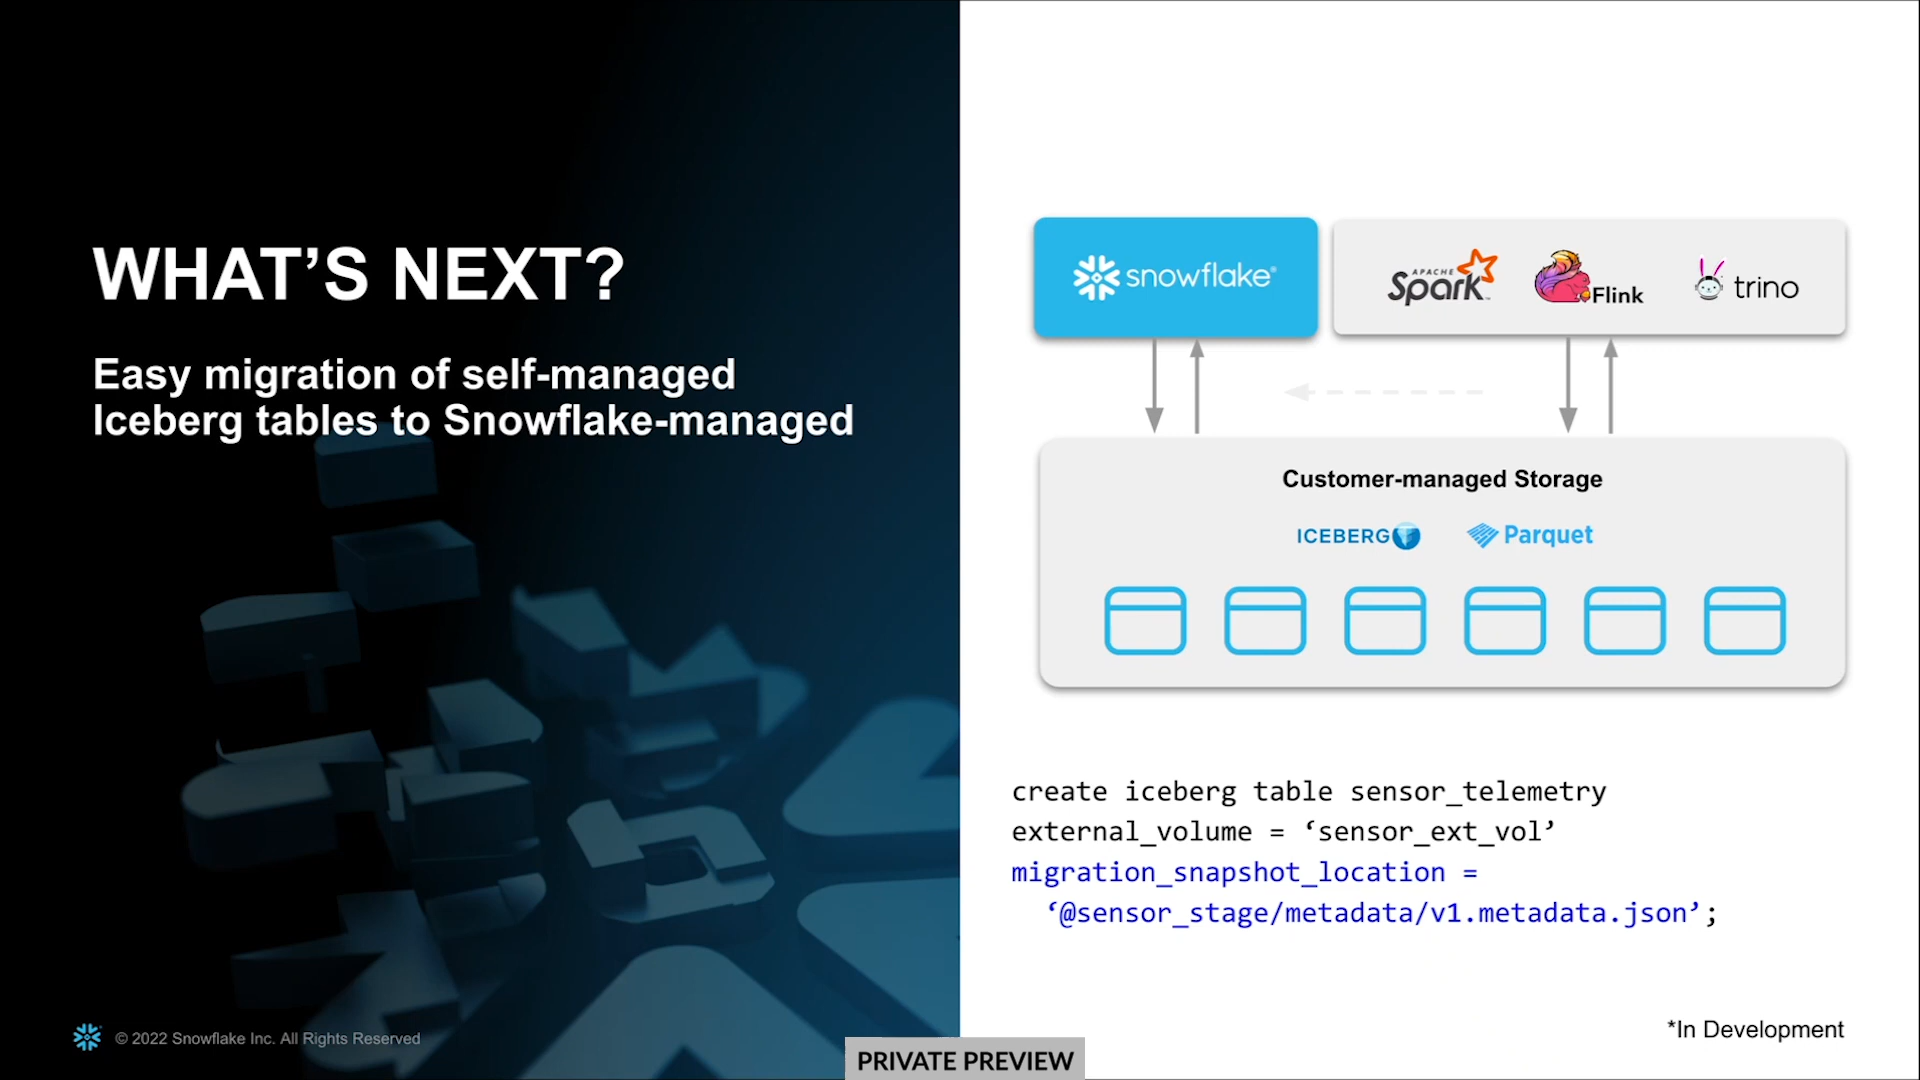 WHAT’S NEXT?
Easy migration of self-managed
Iceberg tables to Snowflake-managed
© 2022 Snowflake Inc. All Rights Reserved
snowflake®
APACHE
Spark™
Flink
trino
Customer-managed Storage
ICEBERG
Parquet
create iceberg table sensor_telemetry
external_volume = ‘sensor_ext_vol’
migration_snapshot_location =
‘@sensor_stage/metadata/v1.metadata.json’;
*In Development
PRIVATE PREVIEW